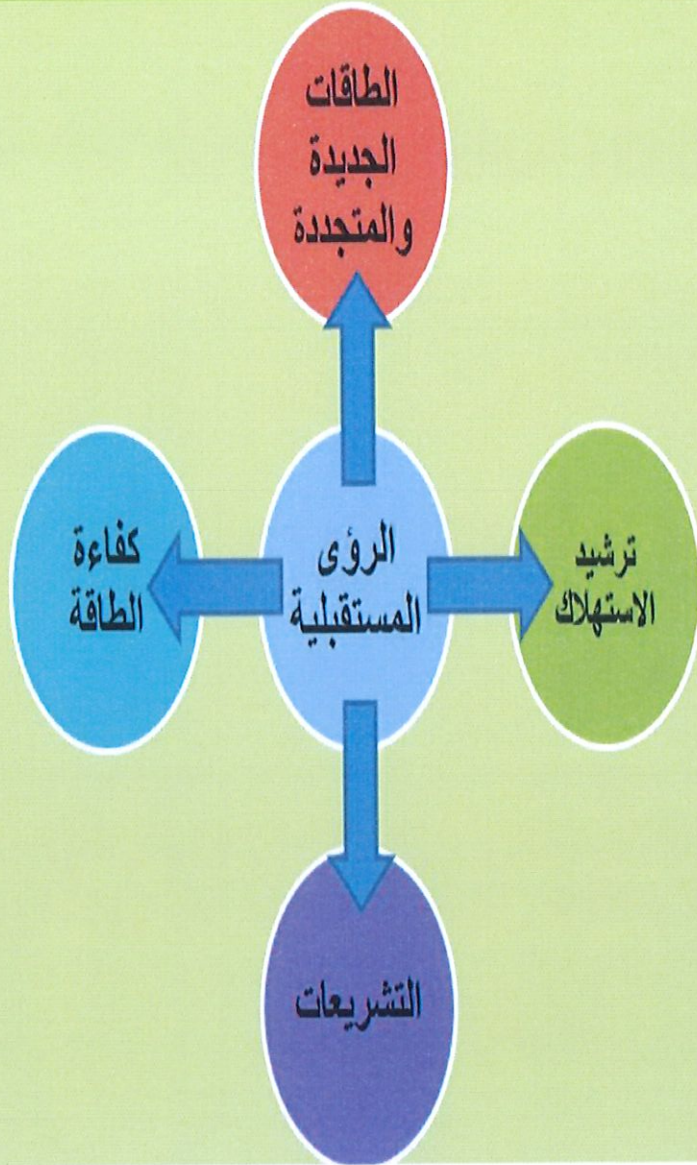 الطاقات
الجديدة
والمتجددة
ترشيد
الاستهلاك
الرؤى
المستقبلية
كفاءة
الطاقة
التشريعات